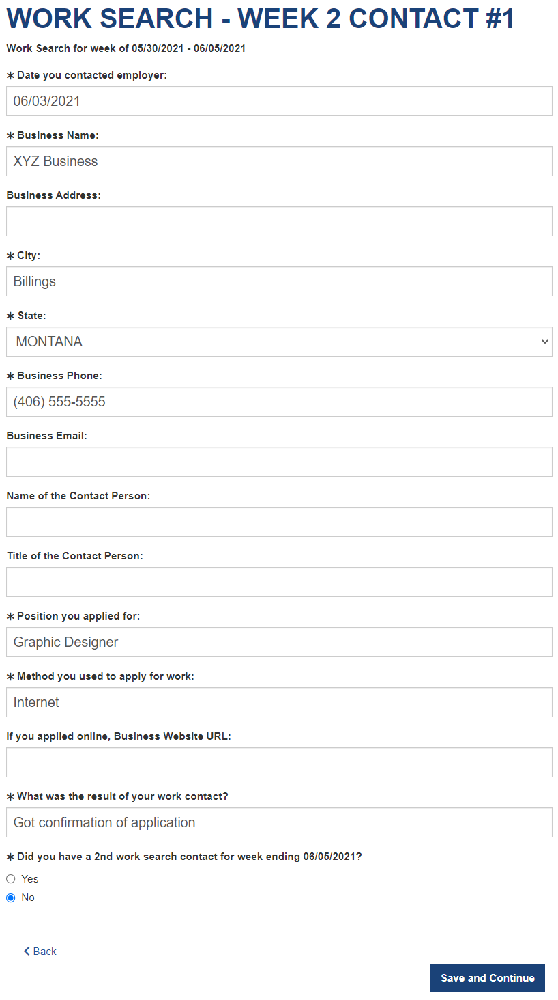 WORK SEARCH - WEEK 2 CONTACT #1
Work Search for week of 05/30/2021 - 06/05/2021
* Date you contacted employer:
06/03/2021
* Business Name:
XYZ Business
Business Address:
* City:
Billings
* State:
MONTANA
* Business Phone:
(406) 555-5555
Business Email:
Name of the Contact Person:
Title of the Contact Person:
* Position you applied for:
Graphic Designer
* Method you used to apply for work:
Internet
If you applied online, Business Website URL:
* What was the result of your work contact?
Got confirmation of application
* Did you have a 2nd work search contact for week ending 06/05/2021?
Yes
No
Back
Save and Continue